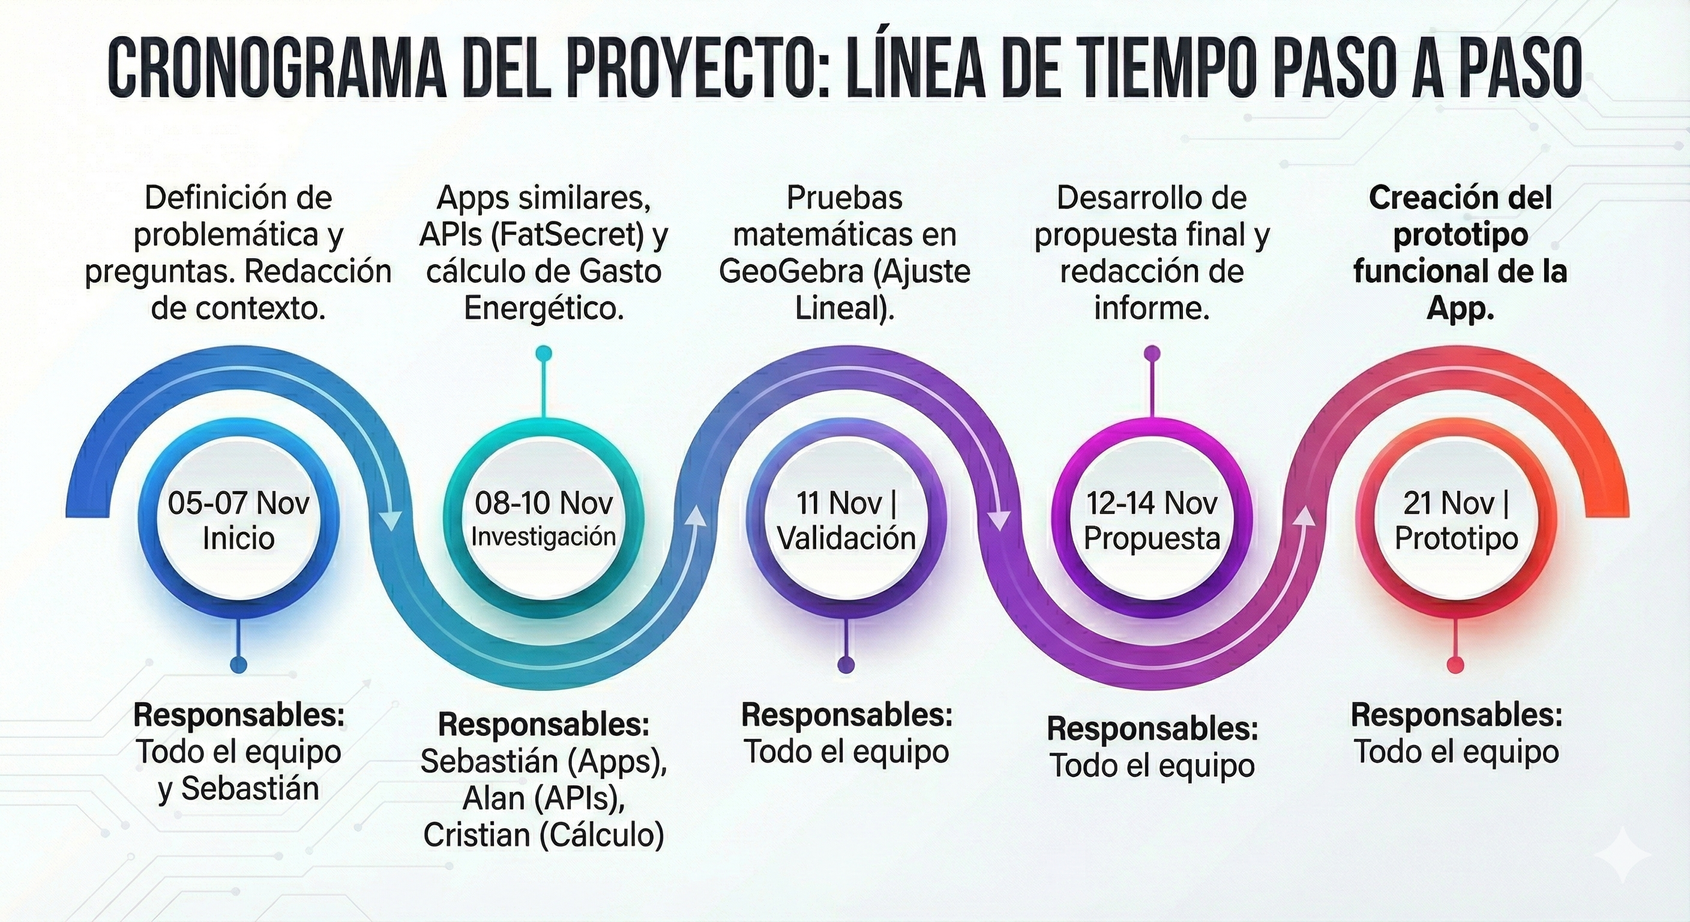 CRONOGRAMA DEL PROYECTO: LÍNEA DE TIEMPO PASO A PASO
Definición de
problemática y
preguntas. Redacción
de contexto.
05-07 Nov
Inicio
Responsables:
Todo el equipo
y Sebastián
Apps similares,
APIs (FatSecret) y
cálculo de Gasto
Energético.
08-10 Nov
Investigación
Responsables:
Sebastián (Apps),
Alan (APIs),
Cristian (Cálculo)
Pruebas
matemáticas en
GeoGebra (Ajuste
Lineal).
11 Nov |
Validación
Responsables:
Todo el equipo
Desarrollo de
propuesta final y
redacción de
informe.
12-14 Nov
Propuesta
Responsables:
Todo el equipo
Creación del
prototipo
funcional de la
App.
21 Nov |
Prototipo
Responsables:
Todo el equipo